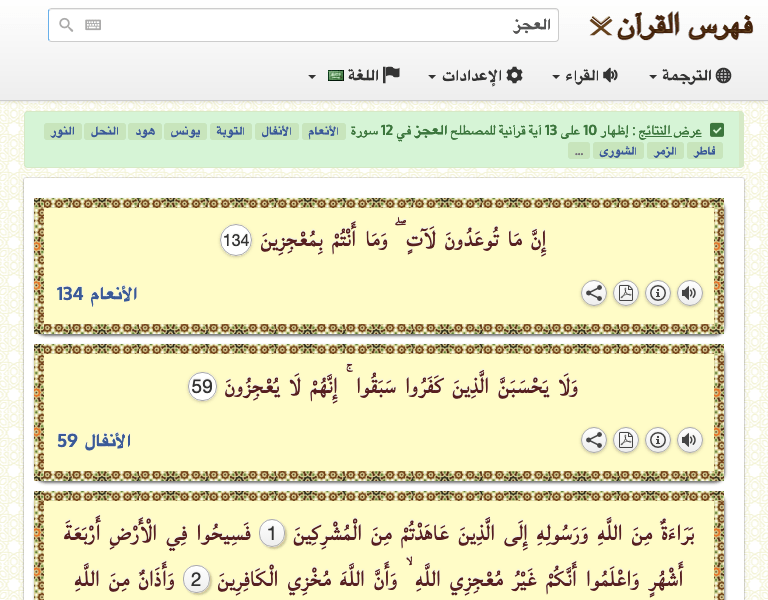 فهرس القرآن
العجز
الترجمة القراء الإعدادات اللغة
عرض النتائج : إظهار 10 على 13 آية قرآنية للمصطلح العجز في 12 سورة الأنعام الأنفال التوبة يونس هود النحل النور
فاطر الزمر الشورى ...
إِنَّ مَا تُوعَدُونَ لَآتٍ ۖ وَمَا أَنْتُمْ بِمُعْجِزِينَ 134
الأنعام 134
وَلَا يَحْسَبَنَّ الَّذِينَ كَفَرُوا سَبَقُوا ۚ إِنَّهُمْ لَا يُعْجِزُونَ 59
الأنفال 59
بَرَاءَةٌ مِنَ اللَّهِ وَرَسُولِهِ إِلَى الَّذِينَ عَاهَدْتُمْ مِنَ الْمُشْرِكِينَ 1 فَسِيحُوا فِي الْأَرْضِ أَرْبَعَةَ
أَشْهُرٍ وَاعْلَمُوا أَنَّكُمْ غَيْرُ مُعْجِزِي اللَّهِ ۙ وَأَنَّ اللَّهَ مُخْزِي الْكَافِرِينَ 2 وَأَذَانٌ مِنَ اللَّهِ